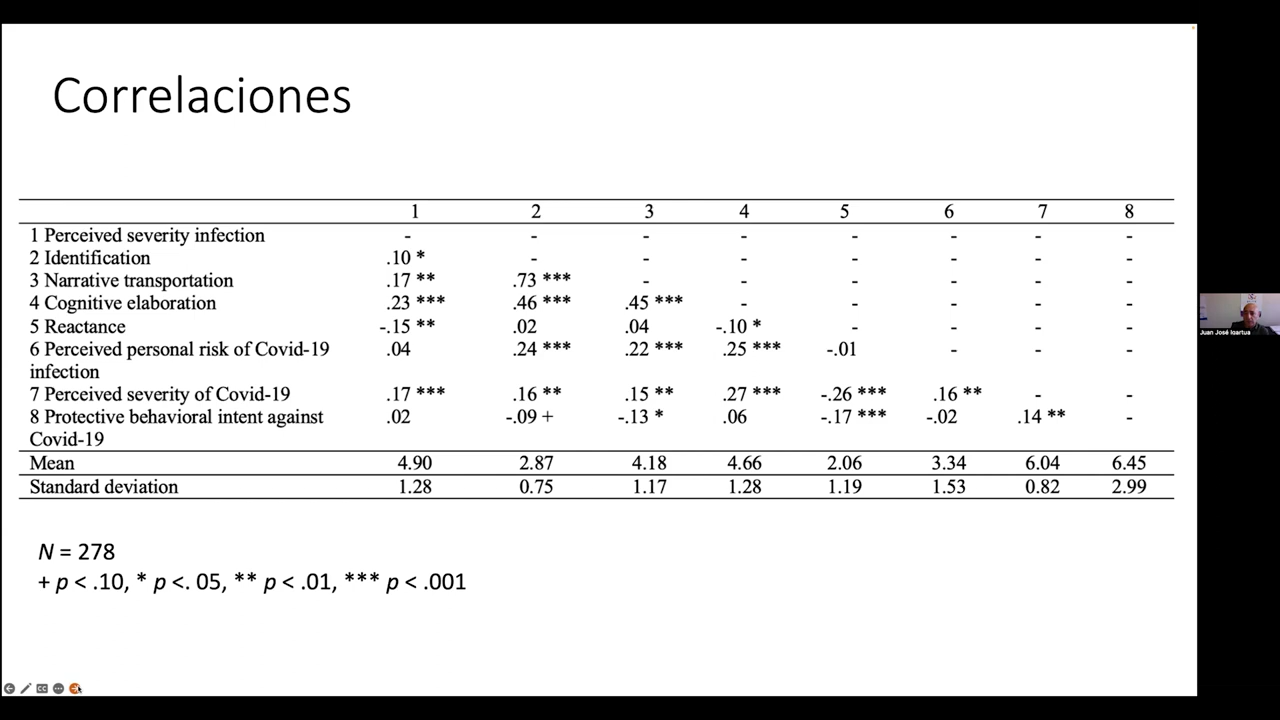 Correlaciones
1 2 3 4 5 6 7 8
1 Perceived severity infection - - - - - - - -
2 Identification .10 * - - - - - - -
3 Narrative transportation .17 ** .73 *** - - - - - -
4 Cognitive elaboration .23 *** .46 *** .45 *** - - - - -
5 Reactance -.15 ** .02 .04 -.10 * - - - -
6 Perceived personal risk of Covid-19 .04 .24 *** .22 *** .25 *** -.01 - - -
infection
7 Perceived severity of Covid-19 .17 *** .16 ** .15 ** .27 *** -.26 *** .16 ** - -
8 Protective behavioral intent against .02 -.09 + -.13 * .06 -.17 *** -.02 .14 ** -
Covid-19
Mean 4.90 2.87 4.18 4.66 2.06 3.34 6.04 6.45
Standard deviation 1.28 0.75 1.17 1.28 1.19 1.53 0.82 2.99
N = 278
+ p < .10, * p <. 05, ** p < .01, *** p < .001
Juan José Igartua
CC